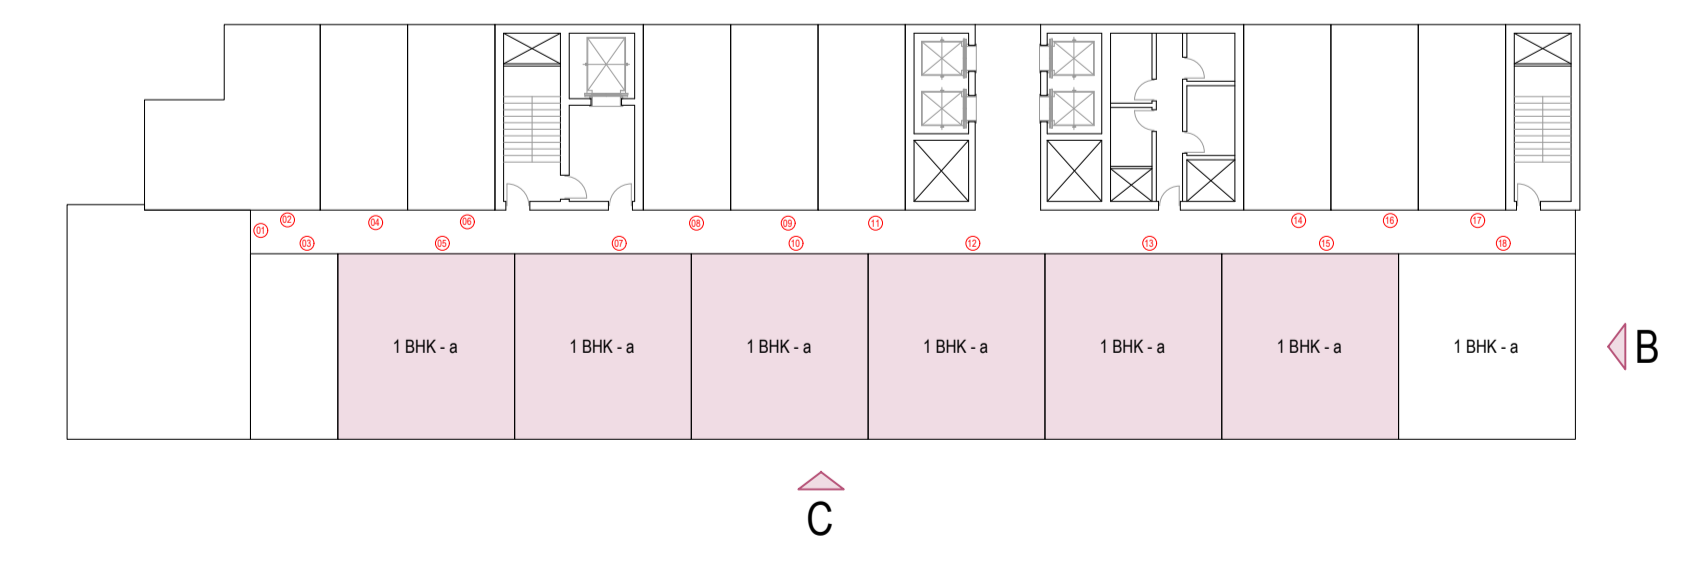 02 04 06 08 09 11 14 16 17
01
03 05 07 10 12 13 15 18
1 BHK - a 1 BHK - a 1 BHK - a 1 BHK - a 1 BHK - a 1 BHK - a 1 BHK - a
B
C